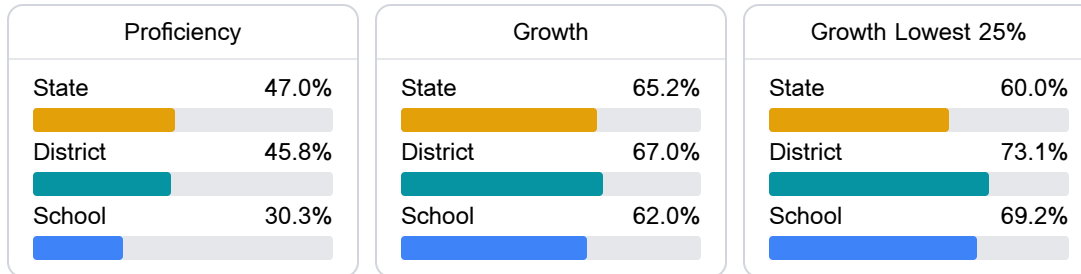 Proficiency
State 47.0%
District 45.8%
School 30.3%
Growth
State 65.2%
District 67.0%
School 62.0%
Growth Lowest 25%
State 60.0%
District 73.1%
School 69.2%